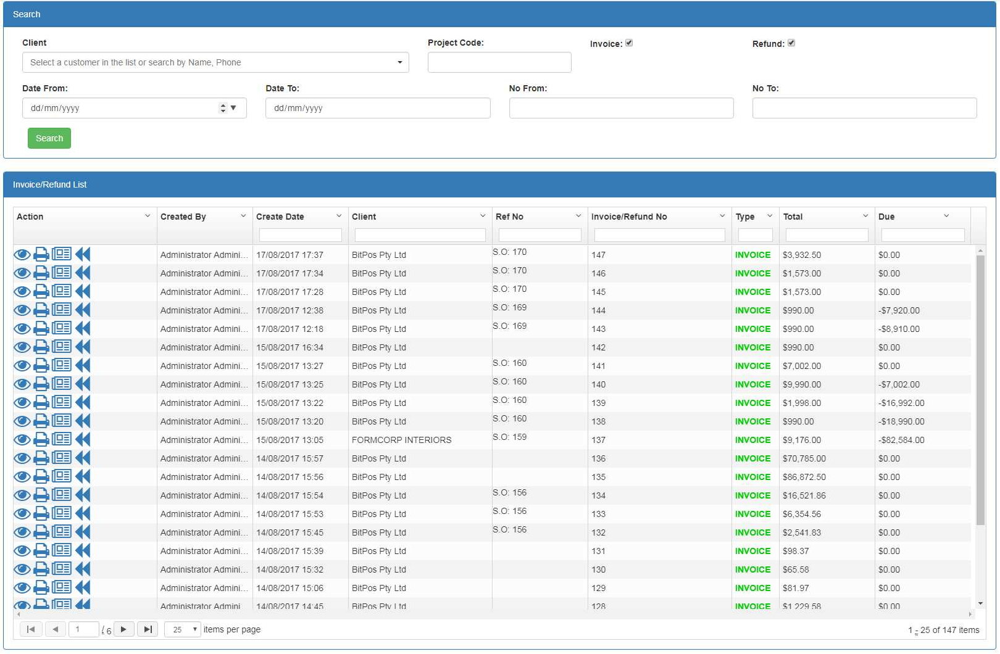 Search
Client Project Code: Invoice: Refund:
Select a customer in the list or search by Name, Phone
Date From: Date To: No From: No To:
dd/mm/yyyy dd/mm/yyyy
Search
Invoice/Refund List
Action Created By Create Date Client Ref No Invoice/Refund No Type Total Due
Administrator Admini... 17/08/2017 17:37 BitPos Pty Ltd S.O: 170 147 INVOICE $3,932.50 $0.00
Administrator Admini... 17/08/2017 17:34 BitPos Pty Ltd S.O: 170 146 INVOICE $1,573.00 $0.00
Administrator Admini... 17/08/2017 17:28 BitPos Pty Ltd S.O: 170 145 INVOICE $1,573.00 $0.00
Administrator Admini... 17/08/2017 12:38 BitPos Pty Ltd S.O: 169 144 INVOICE $990.00 -$7,920.00
Administrator Admini... 17/08/2017 12:18 BitPos Pty Ltd S.O: 169 143 INVOICE $990.00 -$8,910.00
Administrator Admini... 15/08/2017 16:34 BitPos Pty Ltd 142 INVOICE $990.00 $0.00
Administrator Admini... 15/08/2017 13:27 BitPos Pty Ltd S.O: 160 141 INVOICE $7,002.00 $0.00
Administrator Admini... 15/08/2017 13:25 BitPos Pty Ltd S.O: 160 140 INVOICE $9,990.00 -$7,002.00
Administrator Admini... 15/08/2017 13:22 BitPos Pty Ltd S.O: 160 139 INVOICE $1,998.00 -$16,992.00
Administrator Admini... 15/08/2017 13:20 BitPos Pty Ltd S.O: 160 138 INVOICE $990.00 -$18,990.00
Administrator Admini... 15/08/2017 13:05 FORMCORP INTERIORS S.O: 159 137 INVOICE $9,176.00 -$82,584.00
Administrator Admini... 14/08/2017 15:57 BitPos Pty Ltd 136 INVOICE $70,785.00 $0.00
Administrator Admini... 14/08/2017 15:56 BitPos Pty Ltd 135 INVOICE $86,872.50 $0.00
Administrator Admini... 14/08/2017 15:54 BitPos Pty Ltd S.O: 156 134 INVOICE $16,521.86 $0.00
Administrator Admini... 14/08/2017 15:53 BitPos Pty Ltd S.O: 156 133 INVOICE $6,354.56 $0.00
Administrator Admini... 14/08/2017 15:45 BitPos Pty Ltd S.O: 156 132 INVOICE $2,541.83 $0.00
Administrator Admini... 14/08/2017 15:39 BitPos Pty Ltd 131 INVOICE $98.37 $0.00
Administrator Admini... 14/08/2017 15:32 BitPos Pty Ltd 130 INVOICE $65.58 $0.00
Administrator Admini... 14/08/2017 15:06 BitPos Pty Ltd 129 INVOICE $81.97 $0.00
Administrator Admini 14/08/2017 14:45 BitPos Pty Ltd 128 INVOICE $1,229.58 $0.00
1 / 6 25 items per page 1 - 25 of 147 items